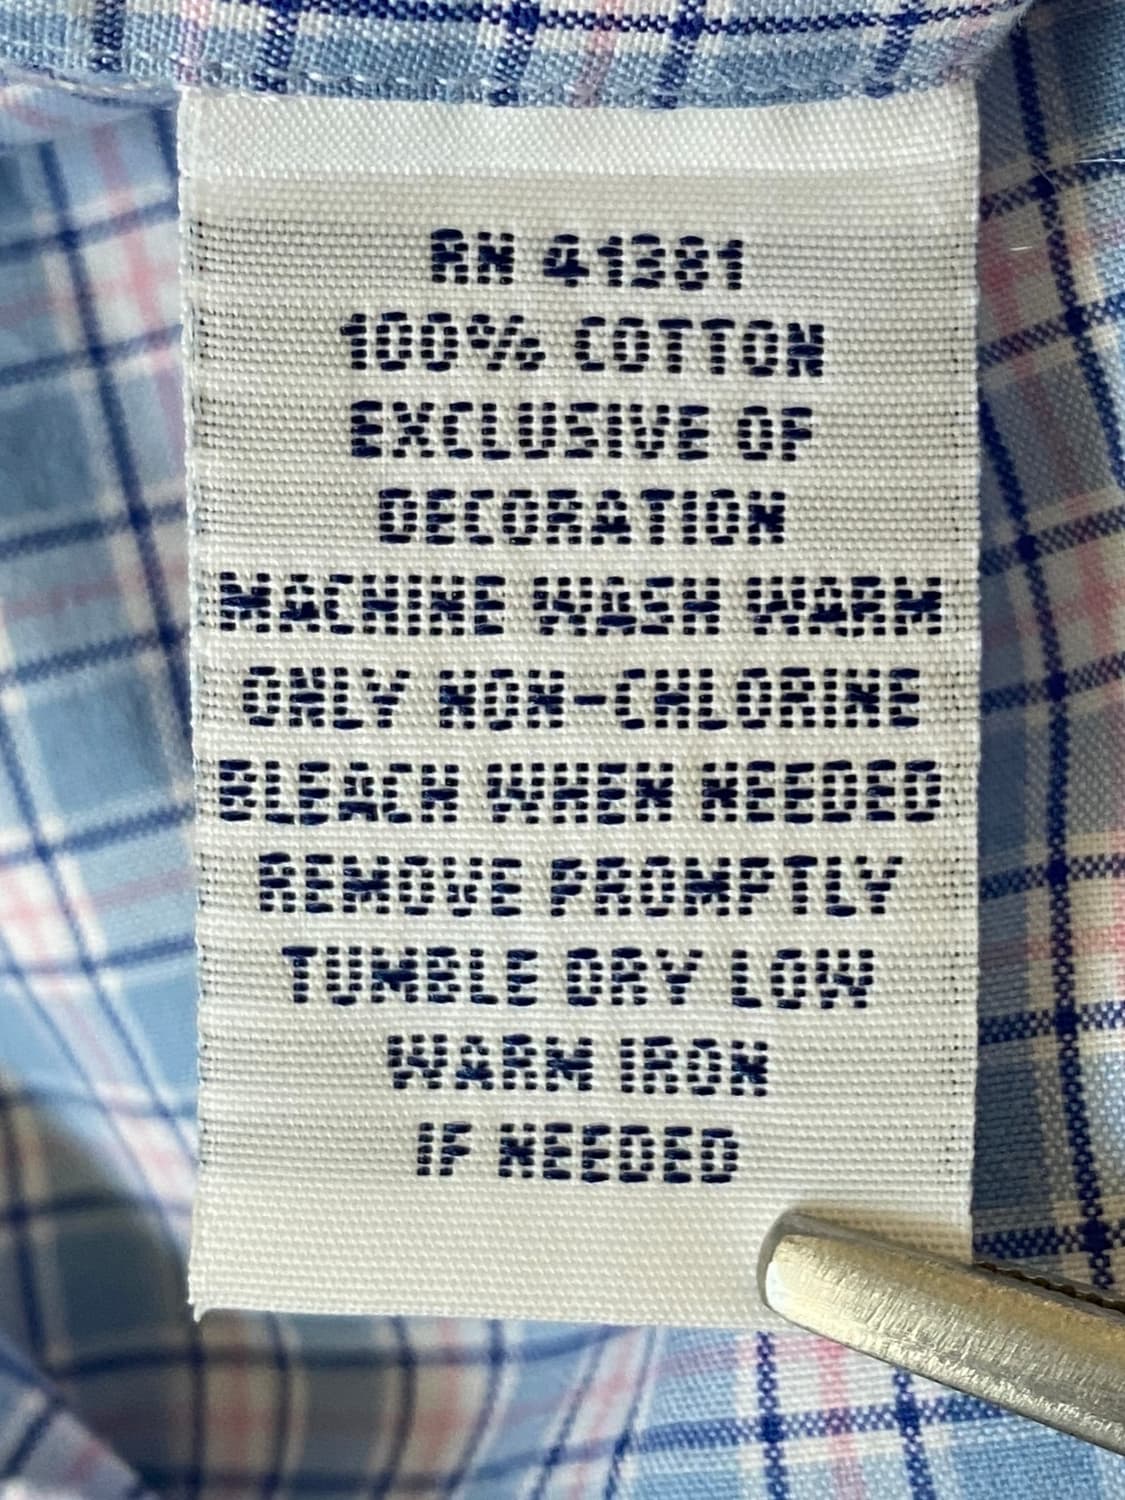 RN 41381
100% COTTON
EXCLUSIVE OF
DECORATION
MACHINE WASH WARM
ONLY NON-CHLORINE
BLEACH WHEN NEEDED
REMOVE PROMPTLY
TUMBLE DRY LOW
WARM IRON
IF NEEDED